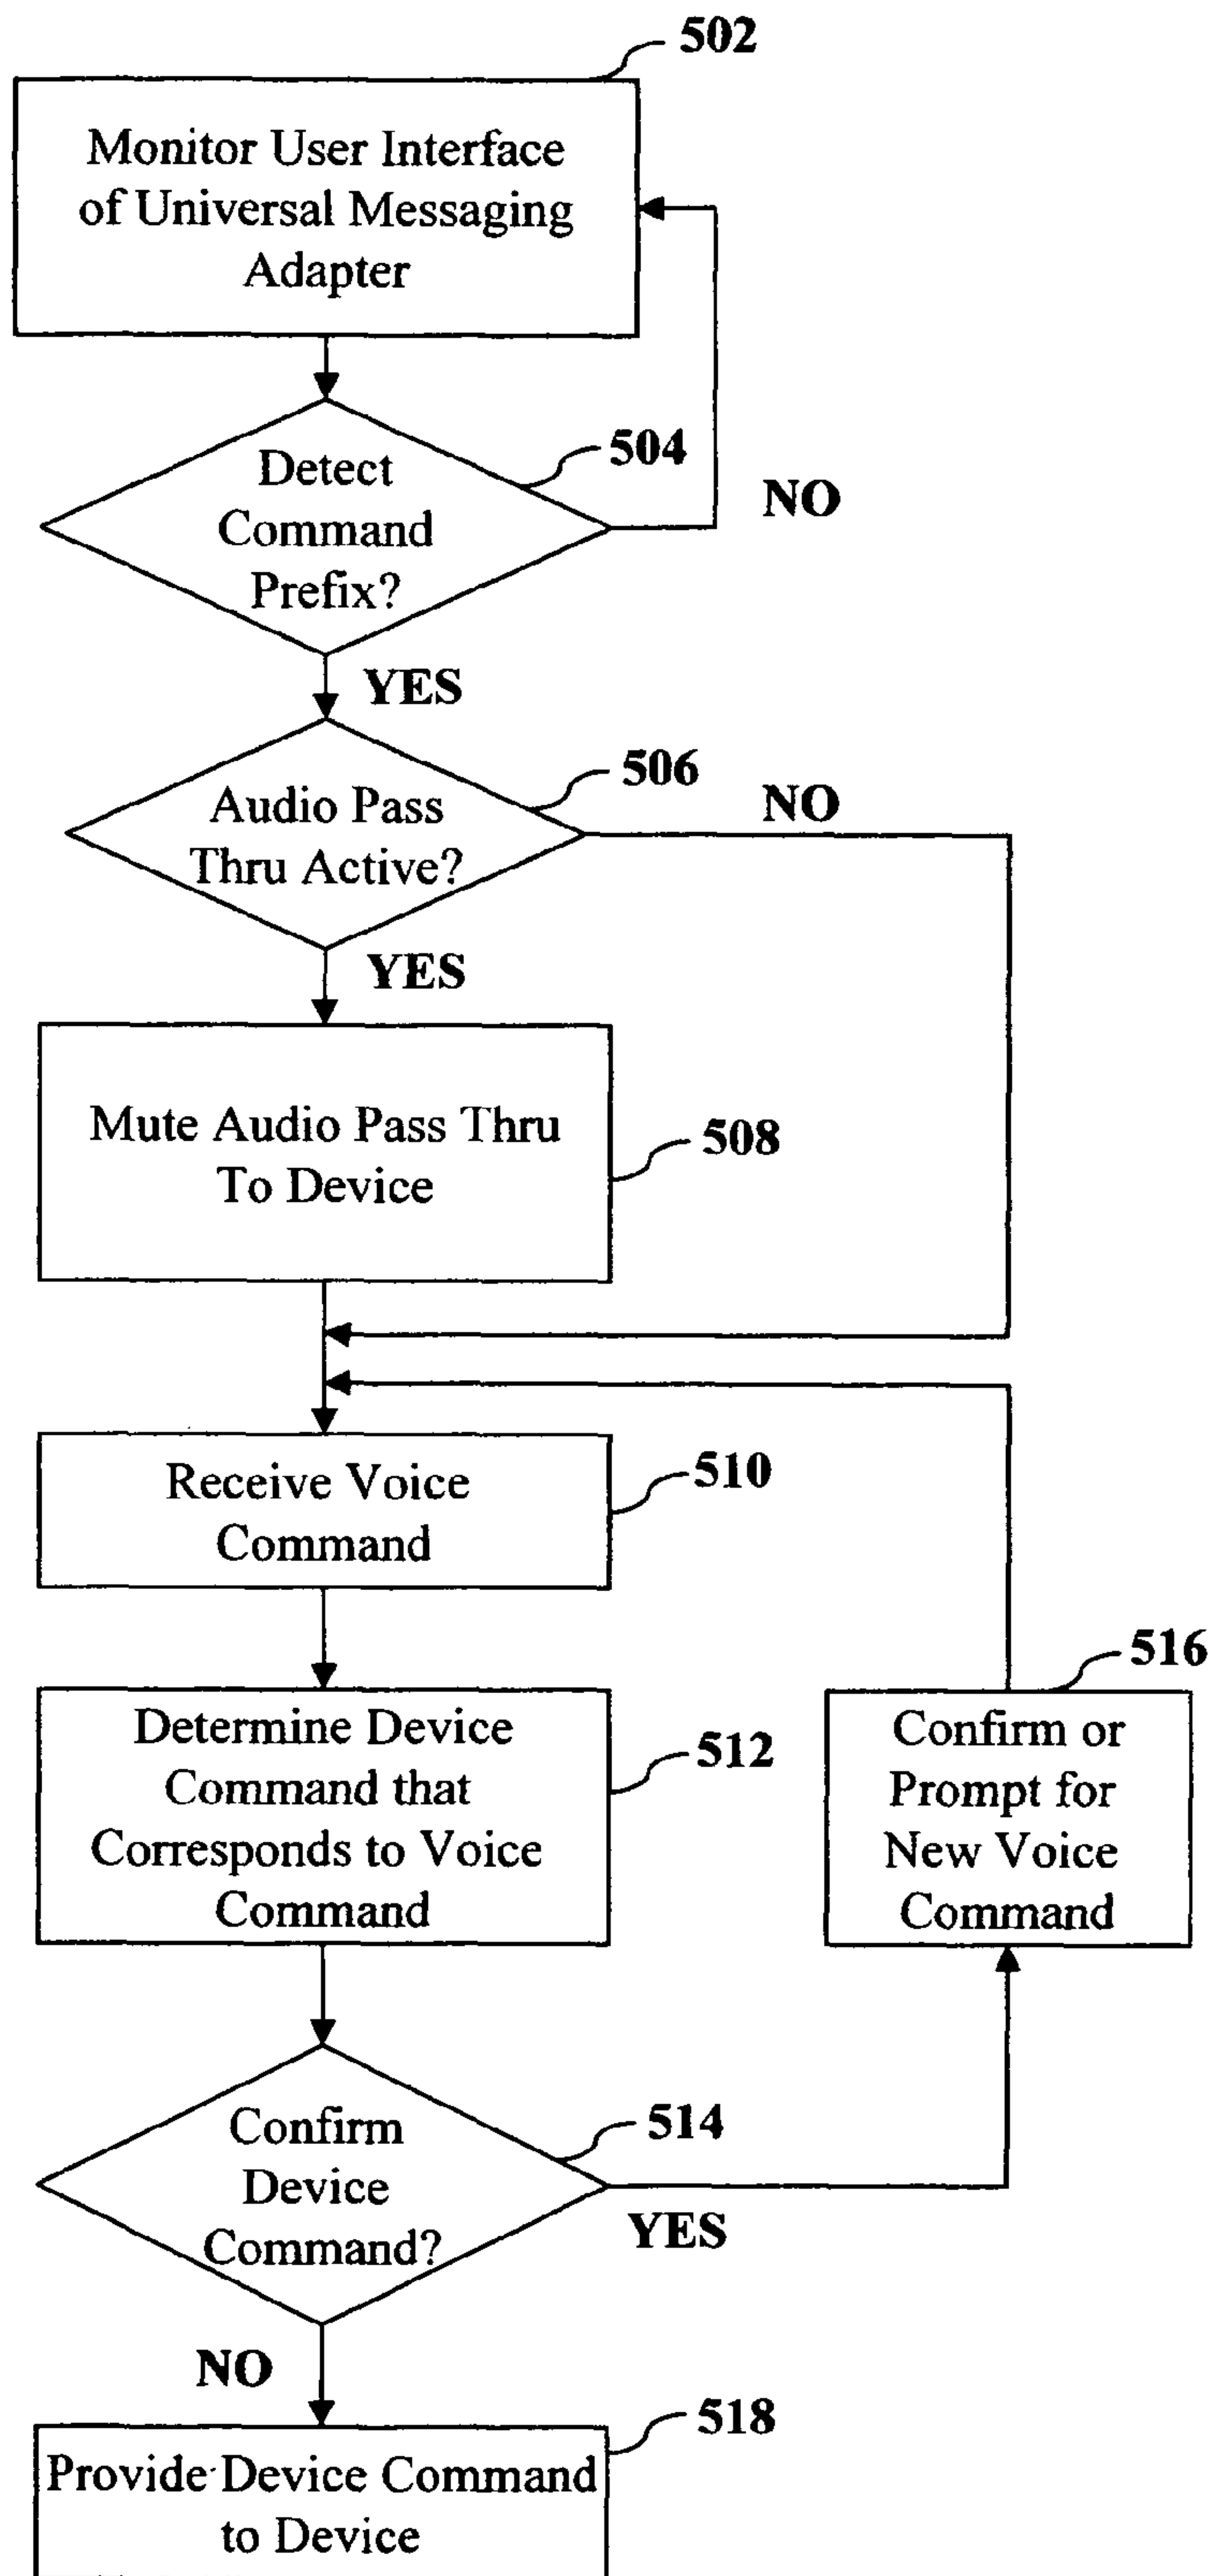 502
Monitor User Interface
of Universal Messaging
Adapter
504
Detect
Command
Prefix?
NO
YES
506
Audio Pass
Thru Active?
NO
YES
Mute Audio Pass Thru
To Device
508
Receive Voice
Command
510
Determine Device
Command that
Corresponds to Voice
Command
512
516
Confirm or
Prompt for
New Voice
Command
Confirm
Device
Command?
514
YES
NO
518
Provide Device Command
to Device